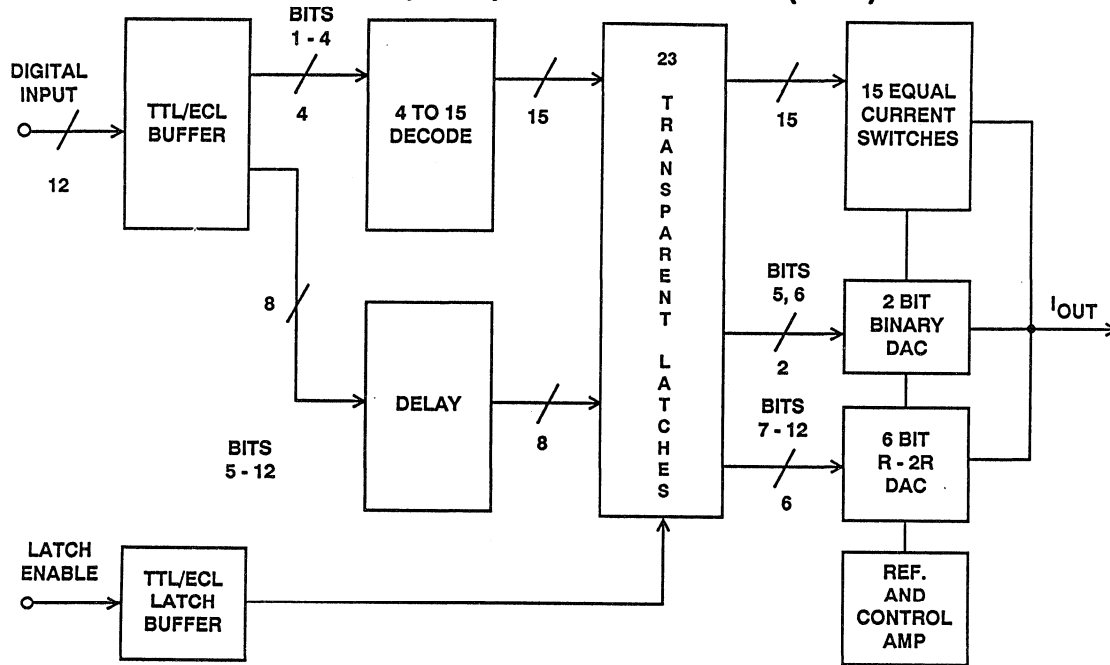 BITS
1 - 4
DIGITAL
INPUT
12
TTL/ECL
BUFFER
4
4 TO 15
DECODE
15
23
TRANSPARENT LATCHES
15
15 EQUAL
CURRENT
SWITCHES
8
BITS
5 - 12
DELAY
8
BITS
5, 6
2
2 BIT
BINARY
DAC
IOUT
BITS
7 - 12
6
6 BIT
R - 2R
DAC
LATCH
ENABLE
TTL/ECL
LATCH
BUFFER
REF.
AND
CONTROL
AMP